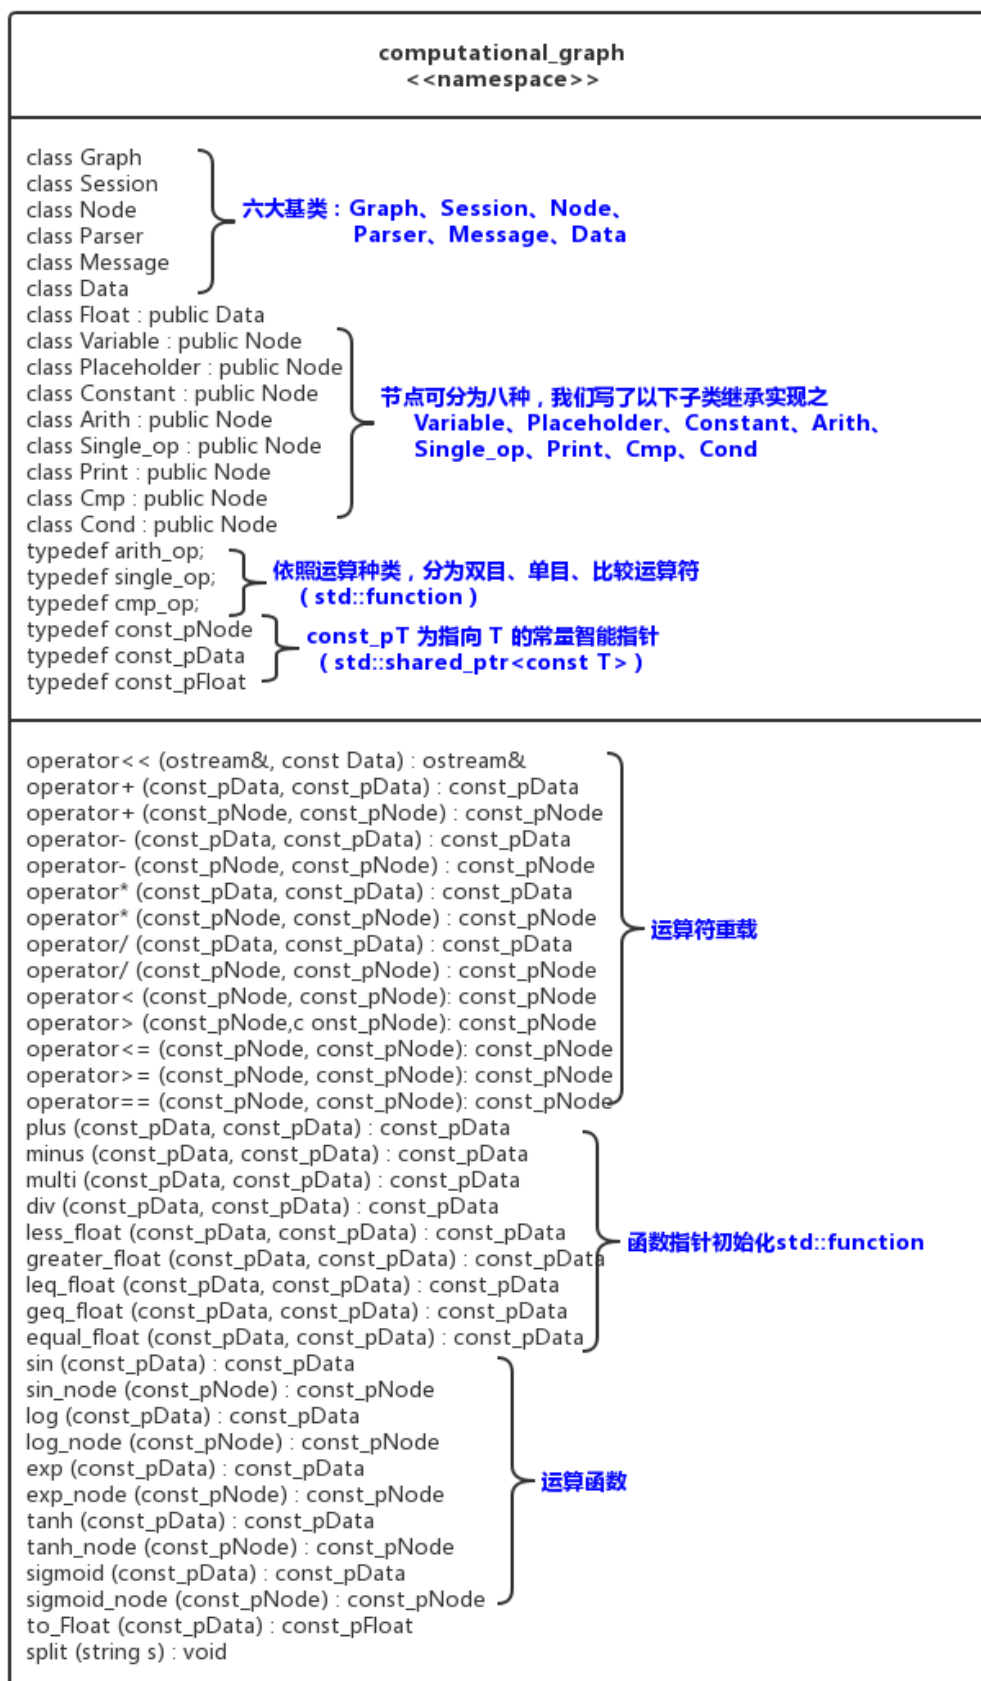 computational_graph
<<namespace>>
class Graph
class Session
class Node
class Parser
class Message
class Data
六大基类：Graph、Session、Node、
Parser、Message、Data
class Float : public Data
class Variable : public Node
class Placeholder : public Node
class Constant : public Node
class Arith : public Node
class Single_op : public Node
class Print : public Node
class Cmp : public Node
class Cond : public Node
节点可分为八种，我们写了以下子类继承实现之
Variable、Placeholder、Constant、Arith、
Single_op、Print、Cmp、Cond
typedef arith_op;
typedef single_op;
typedef cmp_op;
依照运算种类，分为双目、单目、比较运算符
（std::function）
typedef const_pNode
typedef const_pData
typedef const_pFloat
const_pT 为指向 T 的常量智能指针
（std::shared_ptr<const T>）
operator<< (ostream&, const Data) : ostream&
operator+ (const_pData, const_pData) : const_pData
operator+ (const_pNode, const_pNode) : const_pNode
operator- (const_pData, const_pData) : const_pData
operator- (const_pNode, const_pNode) : const_pNode
operator* (const_pData, const_pData) : const_pData
operator* (const_pNode, const_pNode) : const_pNode
operator/ (const_pData, const_pData) : const_pData
operator/ (const_pNode, const_pNode) : const_pNode
operator< (const_pNode, const_pNode): const_pNode
operator> (const_pNode,c onst_pNode): const_pNode
operator<= (const_pNode, const_pNode): const_pNode
operator>= (const_pNode, const_pNode): const_pNode
operator== (const_pNode, const_pNode): const_pNode
运算符重载
plus (const_pData, const_pData) : const_pData
minus (const_pData, const_pData) : const_pData
multi (const_pData, const_pData) : const_pData
div (const_pData, const_pData) : const_pData
less_float (const_pData, const_pData) : const_pData
greater_float (const_pData, const_pData) : const_pData
leq_float (const_pData, const_pData) : const_pData
geq_float (const_pData, const_pData) : const_pData
equal_float (const_pData, const_pData) : const_pData
函数指针初始化std::function
sin (const_pData) : const_pData
sin_node (const_pNode) : const_pNode
log (const_pData) : const_pData
log_node (const_pNode) : const_pNode
exp (const_pData) : const_pData
exp_node (const_pNode) : const_pNode
tanh (const_pData) : const_pData
tanh_node (const_pNode) : const_pNode
sigmoid (const_pData) : const_pData
sigmoid_node (const_pNode) : const_pNode
运算函数
to_Float (const_pData) : const_pFloat
split (string s) : void